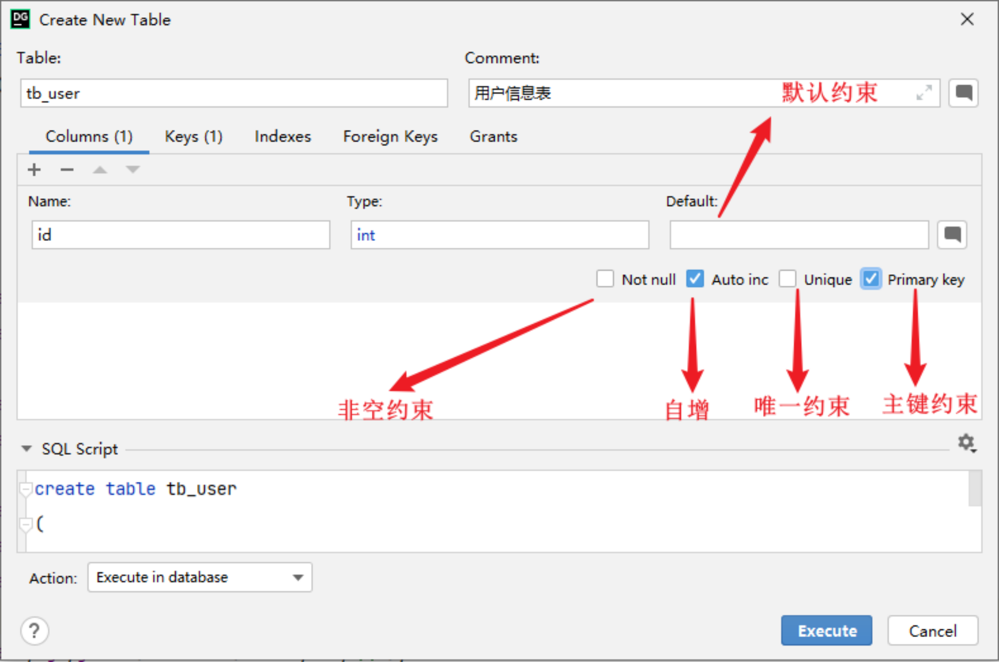 DG Create New Table
Table: Comment:
tb_user 用户信息表 默认约束
Columns (1) Keys (1) Indexes Foreign Keys Grants
Name: Type: Default:
id int
Not null Auto inc Unique Primary key
非空约束 自增 唯一约束 主键约束
SQL Script
create table tb_user
(
Action: Execute in database
? Execute Cancel